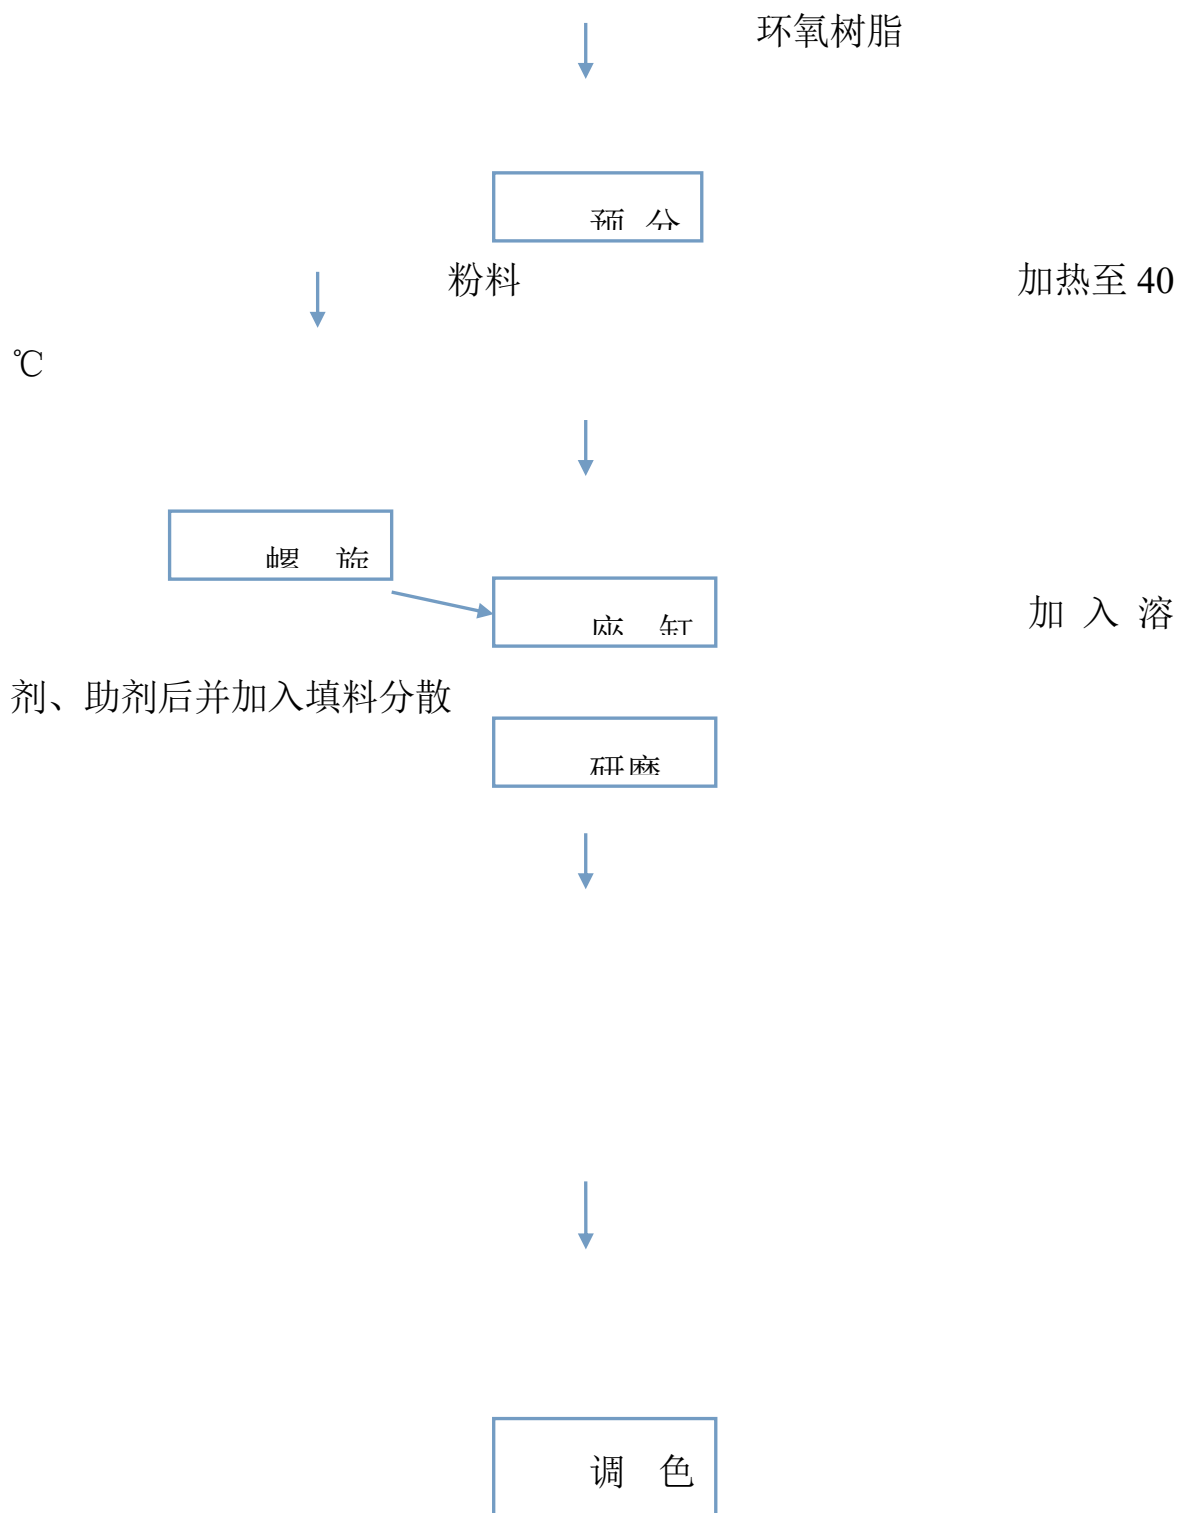 环氧树脂
预 分
粉料 加热至 40
℃
螺 旋
座 缸
加 入 溶
剂、助剂后并加入填料分散
研磨
调 色